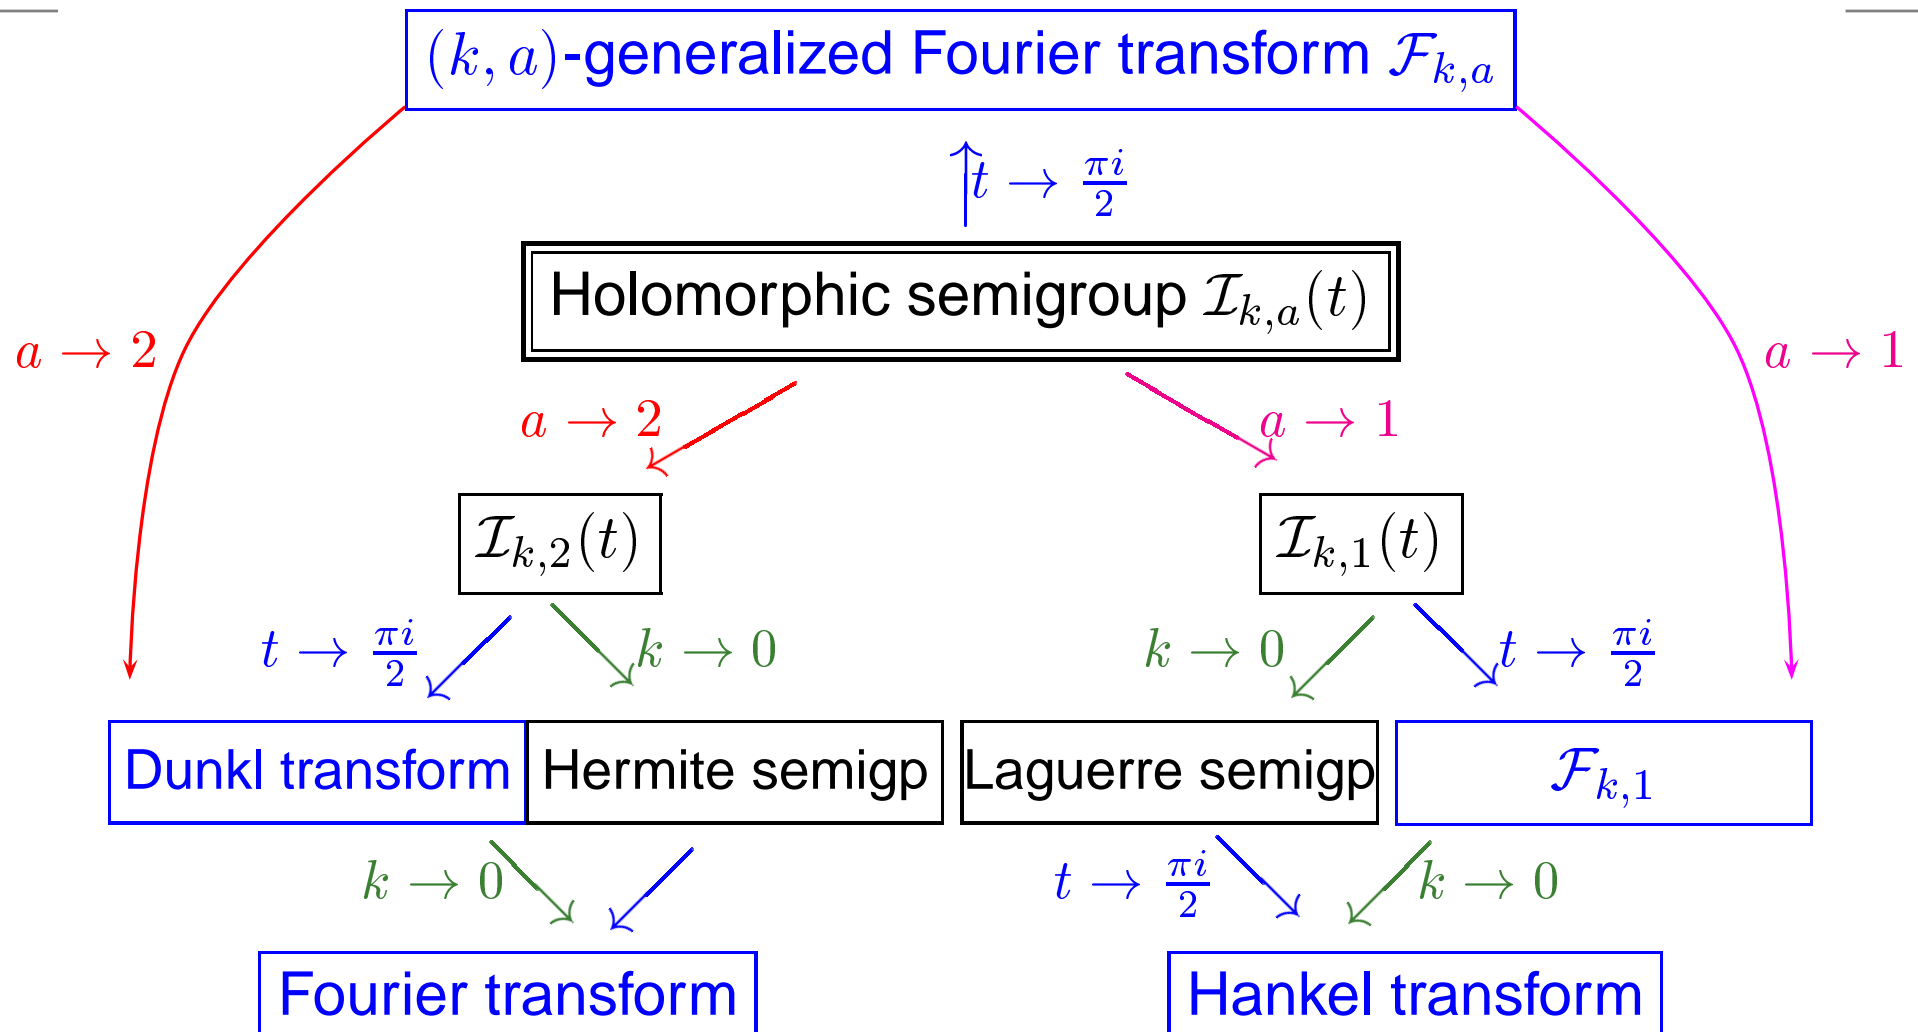 (k, a)-generalized Fourier transform 𝓕_{k,a}
t → πi/2
Holomorphic semigroup 𝓘_{k,a}(t)
a → 2
a → 1
a → 2
a → 1
𝓘_{k,2}(t)
𝓘_{k,1}(t)
t → πi/2
k → 0
k → 0
t → πi/2
Dunkl transform
Hermite semigp
Laguerre semigp
𝓕_{k,1}
k → 0
t → πi/2
k → 0
Fourier transform
Hankel transform